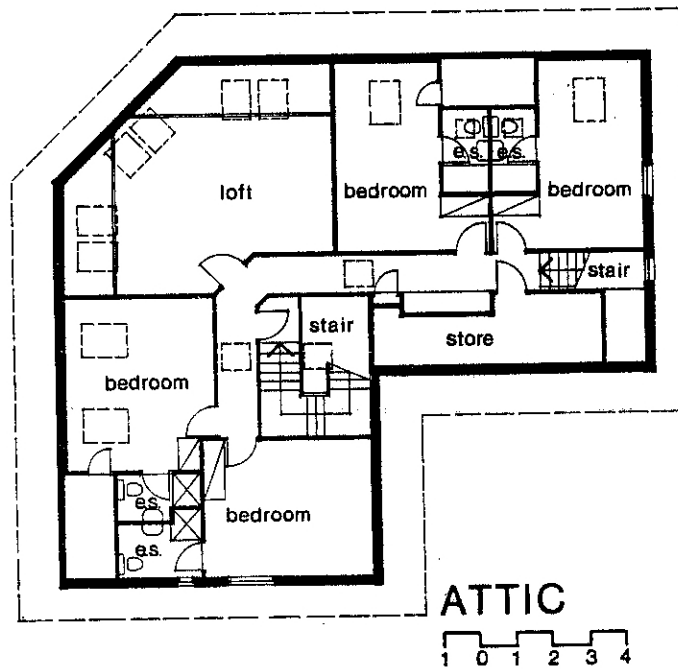 loft
bedroom
e.s.
e.s.
bedroom
stair
stair
store
bedroom
e.s.
bedroom
e.s.
ATTIC
1 0 1 2 3 4